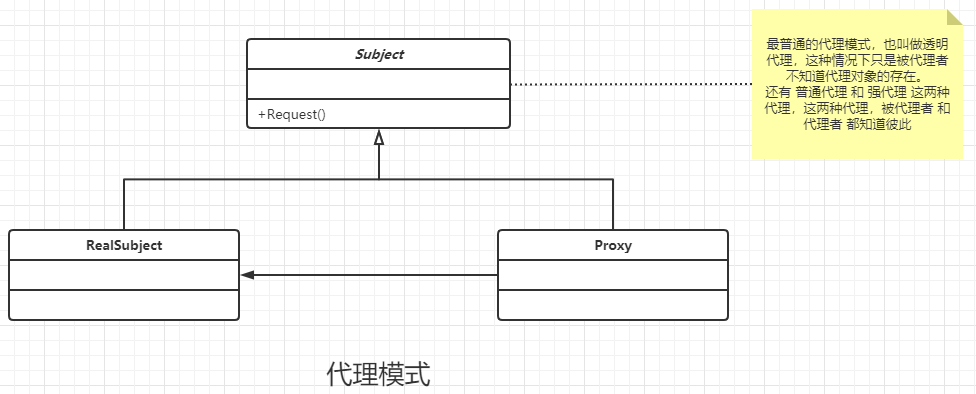 Subject
+Request()
最普通的代理模式，也叫做透明
代理，这种情况下只是被代理者
不知道代理对象的存在。
还有 普通代理 和 强代理 这两种
代理，这两种代理，被代理者 和
代理者 都知道彼此
RealSubject
Proxy
代理模式